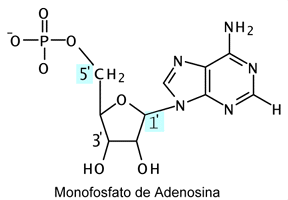 NH₂
O
⁻O P O
O
5' CH₂
N
N
N
N
H
O
1'
3'
HO OH
Monofosfato de Adenosina